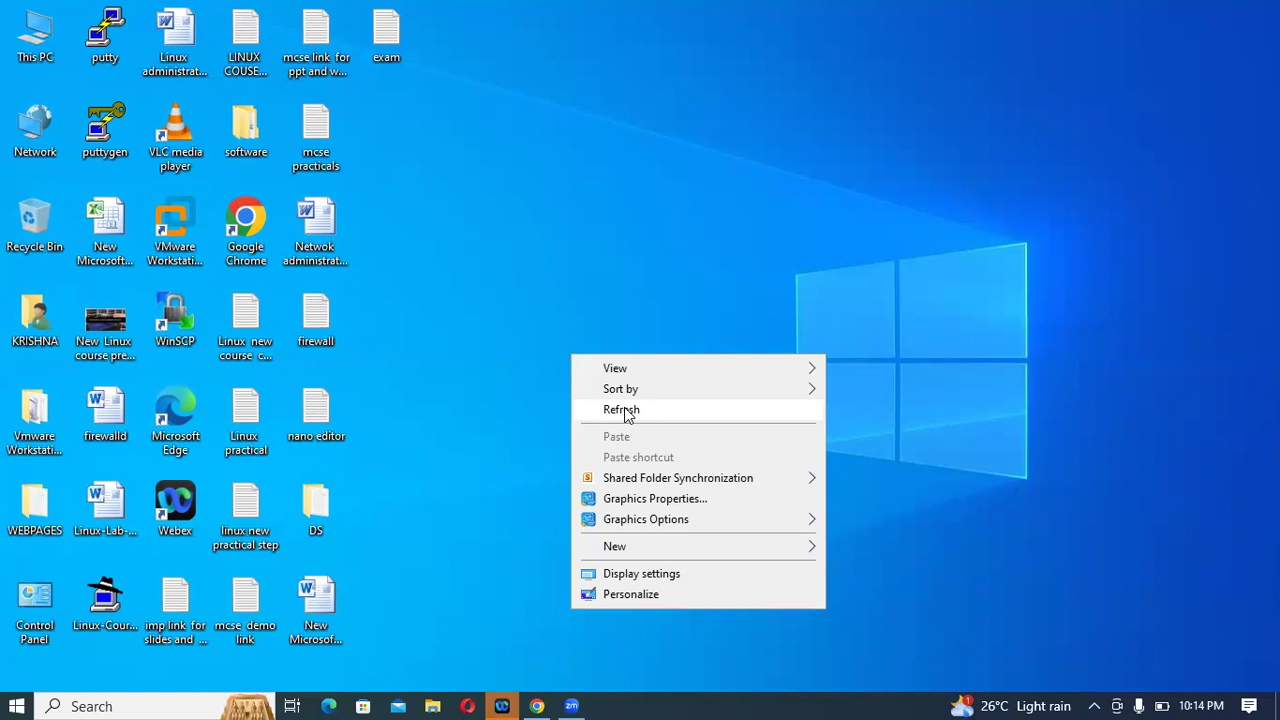 This PC
putty
Linux
administrat...
LINUX
COUSE...
mcse link for
ppt and w...
exam
Network
puttygen
VLC media
player
software
mcse
practicals
Recycle Bin
New
Microsoft...
VMware
Workstati...
Google
Chrome
Netwok
administrat...
KRISHNA
New Linux
course pre...
WinSCP
Linux new
course c...
firewall
Vmware
Workstati...
firewalld
Microsoft
Edge
Linux
practical
nano editor
WEBPAGES
Linux-Lab-...
Webex
linux new
practical step
DS
Control
Panel
Linux-Cour...
imp link for
slides and ...
mcse demo
link
New
Microsof...
View
Sort by
Refresh
Paste
Paste shortcut
Shared Folder Synchronization
Graphics Properties...
Graphics Options
New
Display settings
Personalize
Search
zm
1
26°C Light rain
10:14 PM